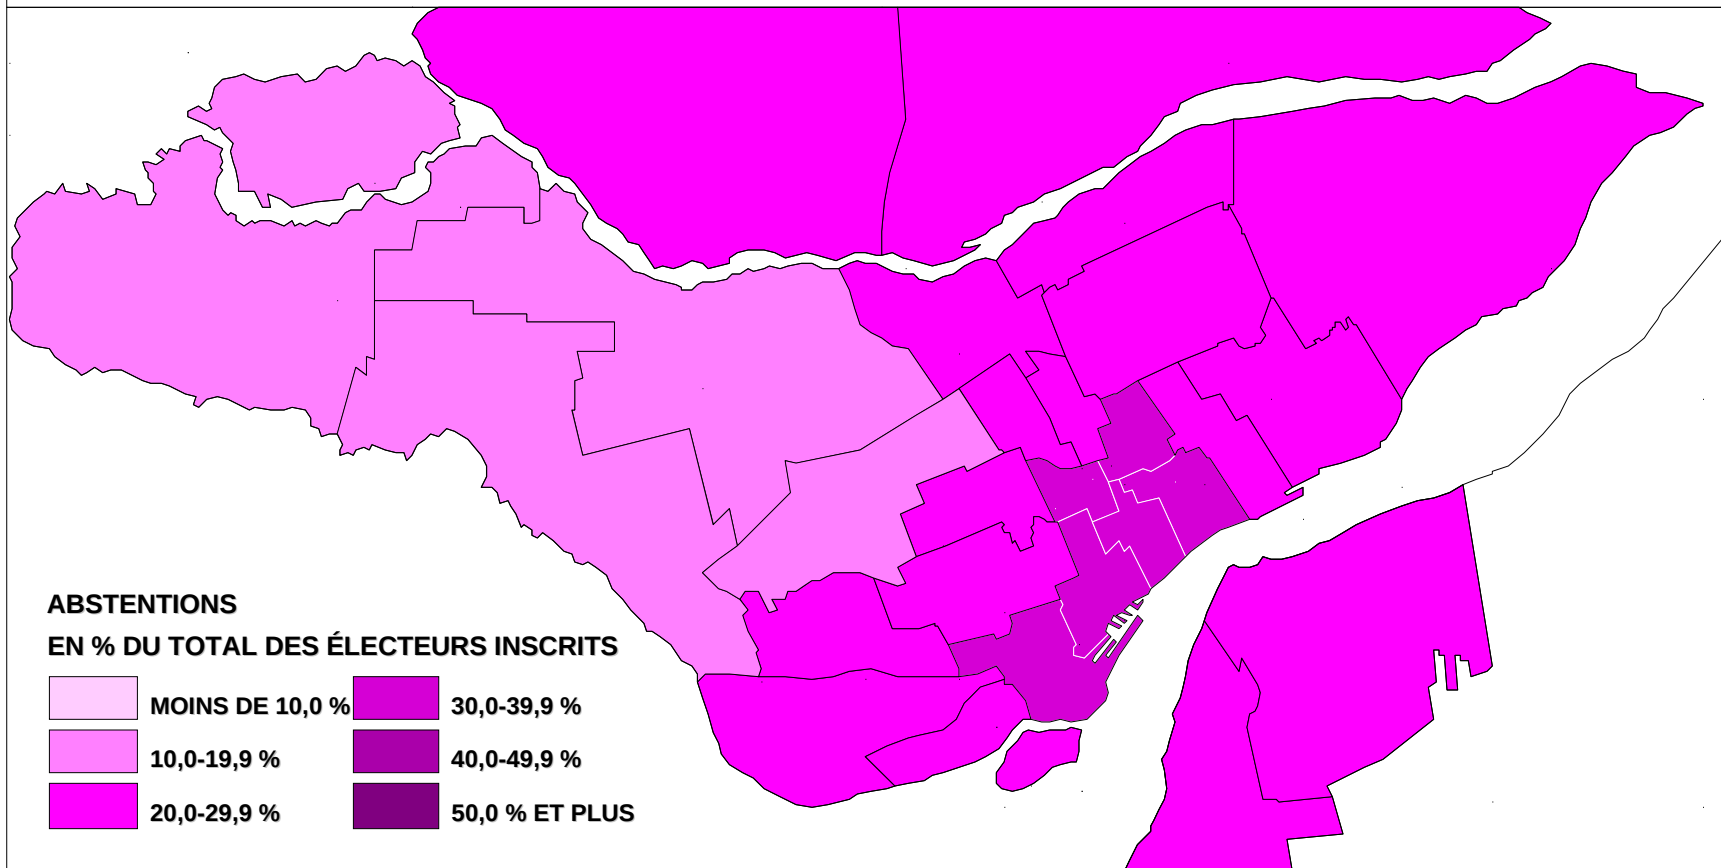 ABSTENTIONS
EN % DU TOTAL DES ÉLECTEURS INSCRITS
MOINS DE 10,0 %
10,0-19,9 %
20,0-29,9 %
30,0-39,9 %
40,0-49,9 %
50,0 % ET PLUS